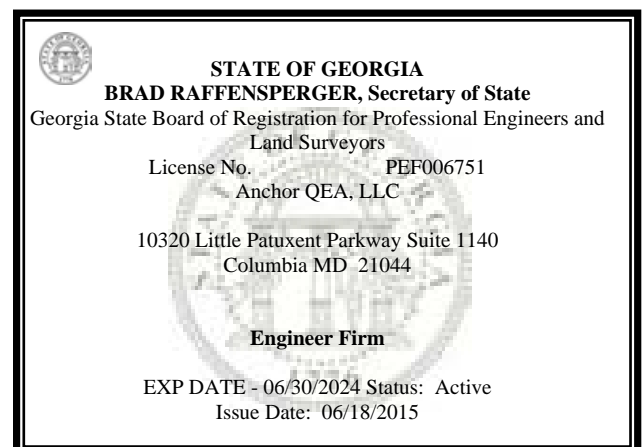 STATE OF GEORGIA
BRAD RAFFENSPERGER, Secretary of State
Georgia State Board of Registration for Professional Engineers and
Land Surveyors
License No. PEF006751
Anchor QEA, LLC
10320 Little Patuxent Parkway Suite 1140
Columbia MD 21044
Engineer Firm
EXP DATE - 06/30/2024 Status: Active
Issue Date: 06/18/2015